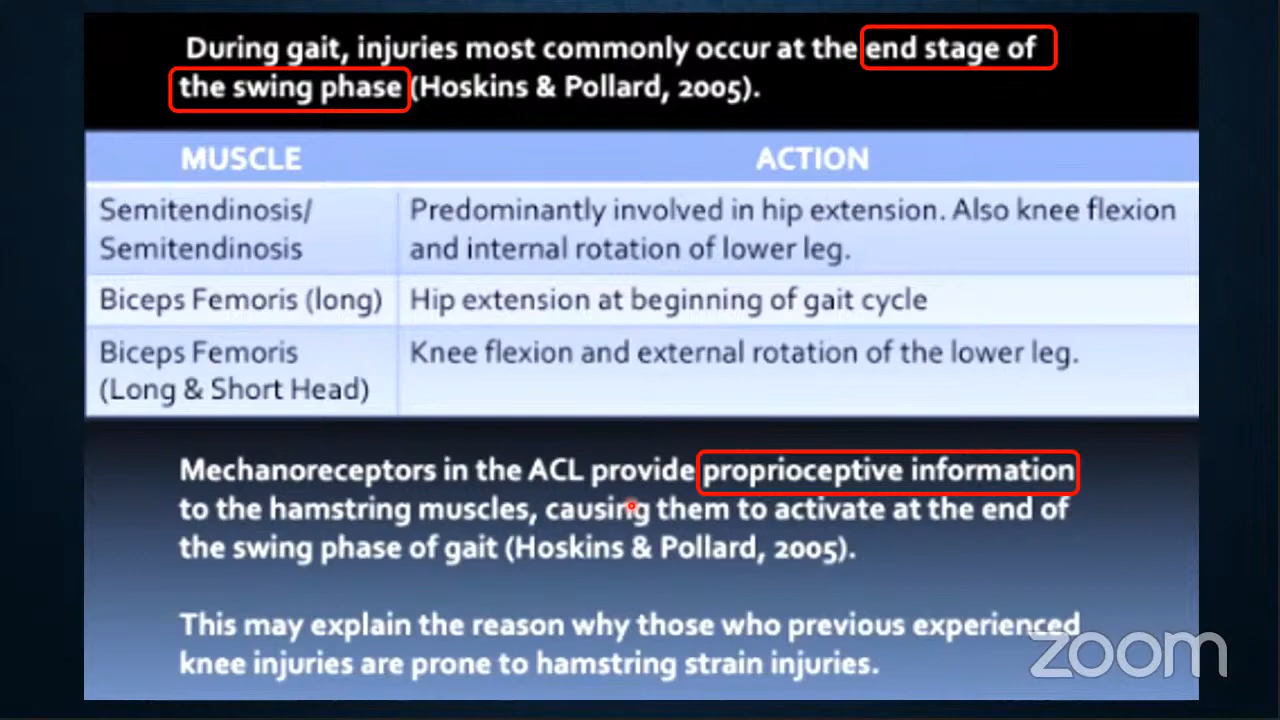 During gait, injuries most commonly occur at the end stage of
the swing phase (Hoskins & Pollard, 2005).
MUSCLE ACTION
Semitendinosis/ Predominantly involved in hip extension. Also knee flexion
Semitendinosis and internal rotation of lower leg.
Biceps Femoris (long) Hip extension at beginning of gait cycle
Biceps Femoris Knee flexion and external rotation of the lower leg.
(Long & Short Head)
Mechanoreceptors in the ACL provide proprioceptive information
to the hamstring muscles, causing them to activate at the end of
the swing phase of gait (Hoskins & Pollard, 2005).
This may explain the reason why those who previous experienced
knee injuries are prone to hamstring strain injuries.
zoom